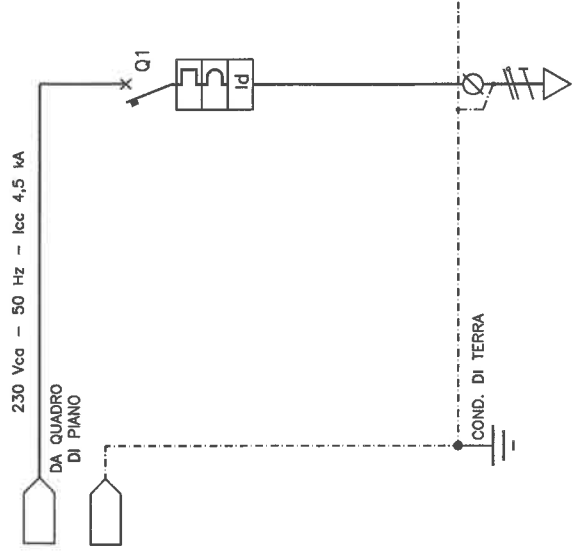 230 Vca – 50 Hz – Icc 4,5 kA
DA QUADRO
DI PIANO
Q1
Id
T
COND. DI TERRA